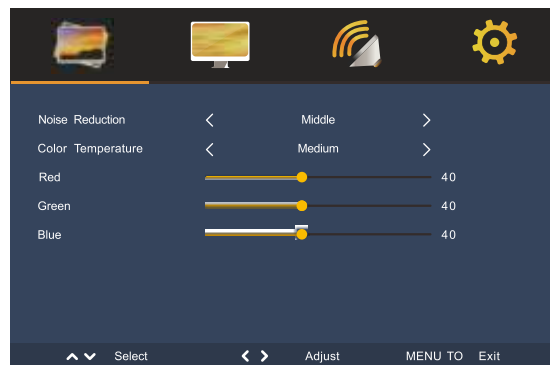 Noise Reduction < Middle >
Color Temperature < Medium >
Red 40
Green 40
Blue 40
Select Adjust MENU TO Exit